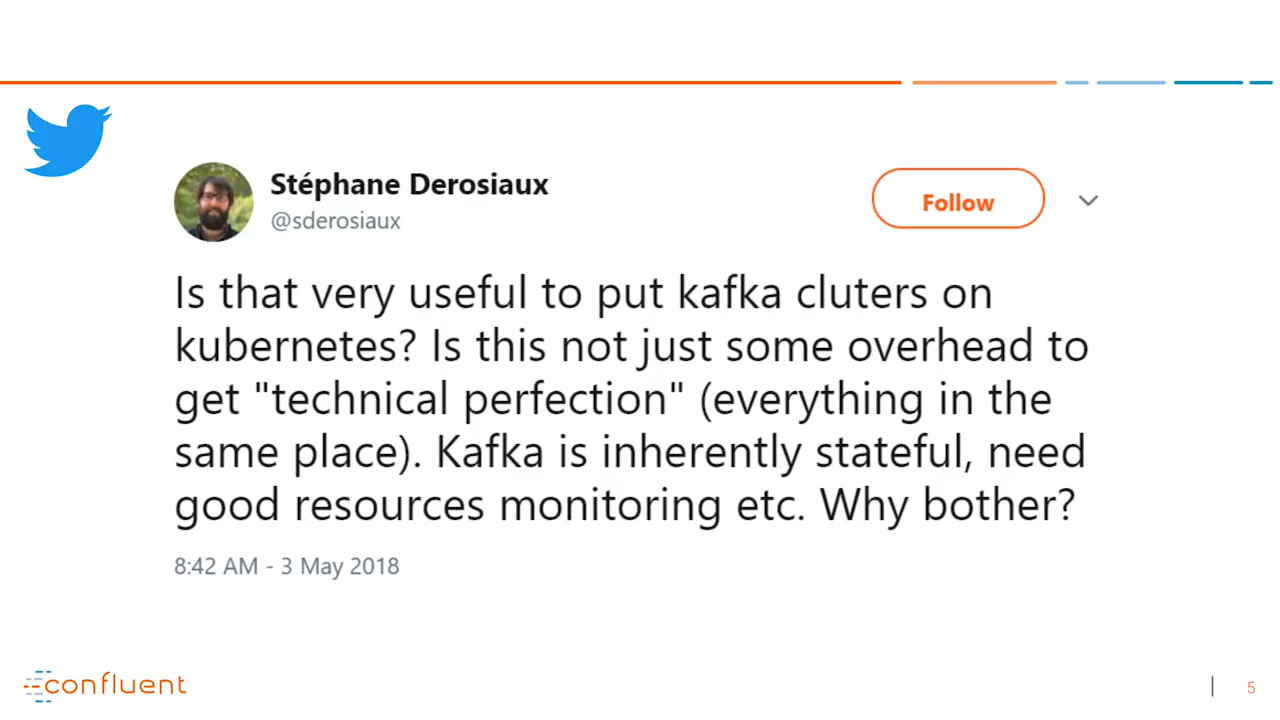 Stéphane Derosiaux
@sderosiaux
Follow
Is that very useful to put kafka cluters on
kubernetes? Is this not just some overhead to
get "technical perfection" (everything in the
same place). Kafka is inherently stateful, need
good resources monitoring etc. Why bother?
8:42 AM - 3 May 2018
confluent
| 5